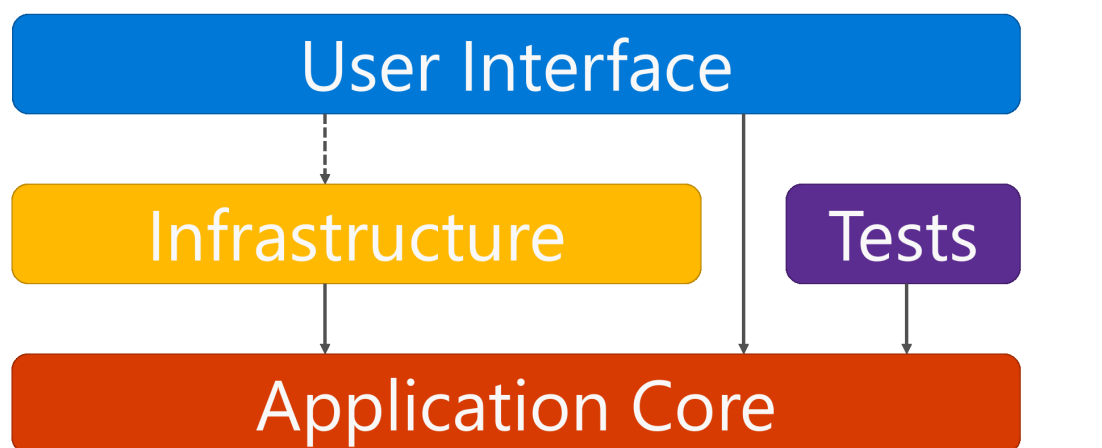 User Interface
Infrastructure
Tests
Application Core